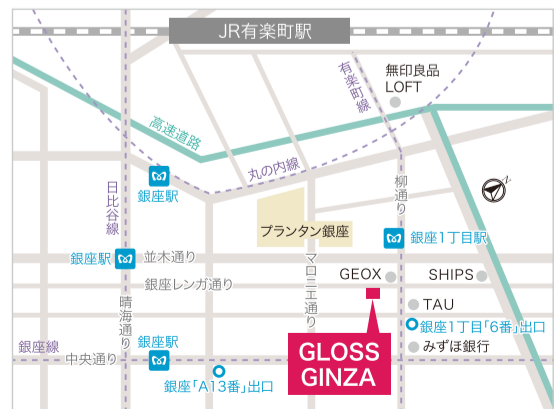 JR有楽町駅
無印良品
LOFT
有楽町線
高速道路
丸の内線
日比谷線
銀座駅
柳通り
プランタン銀座
銀座1丁目駅
銀座駅
並木通り
マロニエ通り
GEOX
SHIPS
銀座レンガ通り
晴海通り
TAU
銀座1丁目「6番」出口
銀座駅
銀座線
中央通り
GLOSS
GINZA
みずほ銀行
銀座「A13番」出口
N